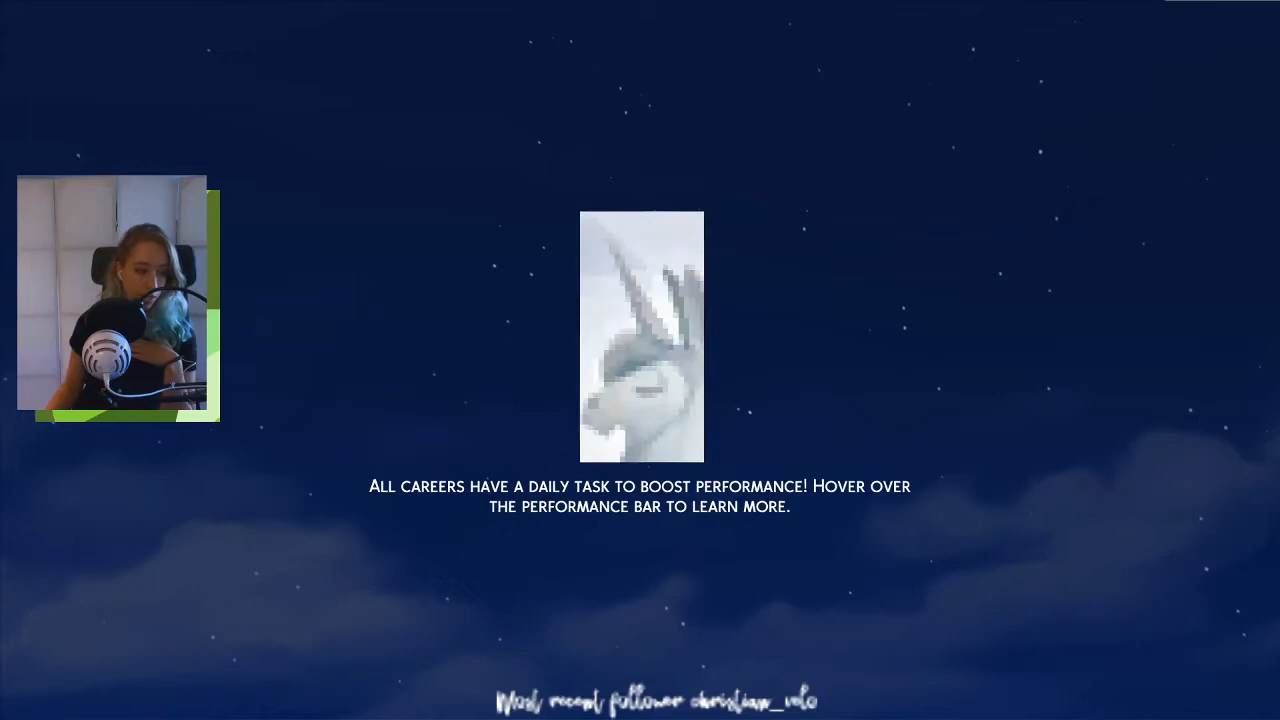 ALL CAREERS HAVE A DAILY TASK TO BOOST PERFORMANCE! HOVER OVER
THE PERFORMANCE BAR TO LEARN MORE.
Most recent follower christian_velo